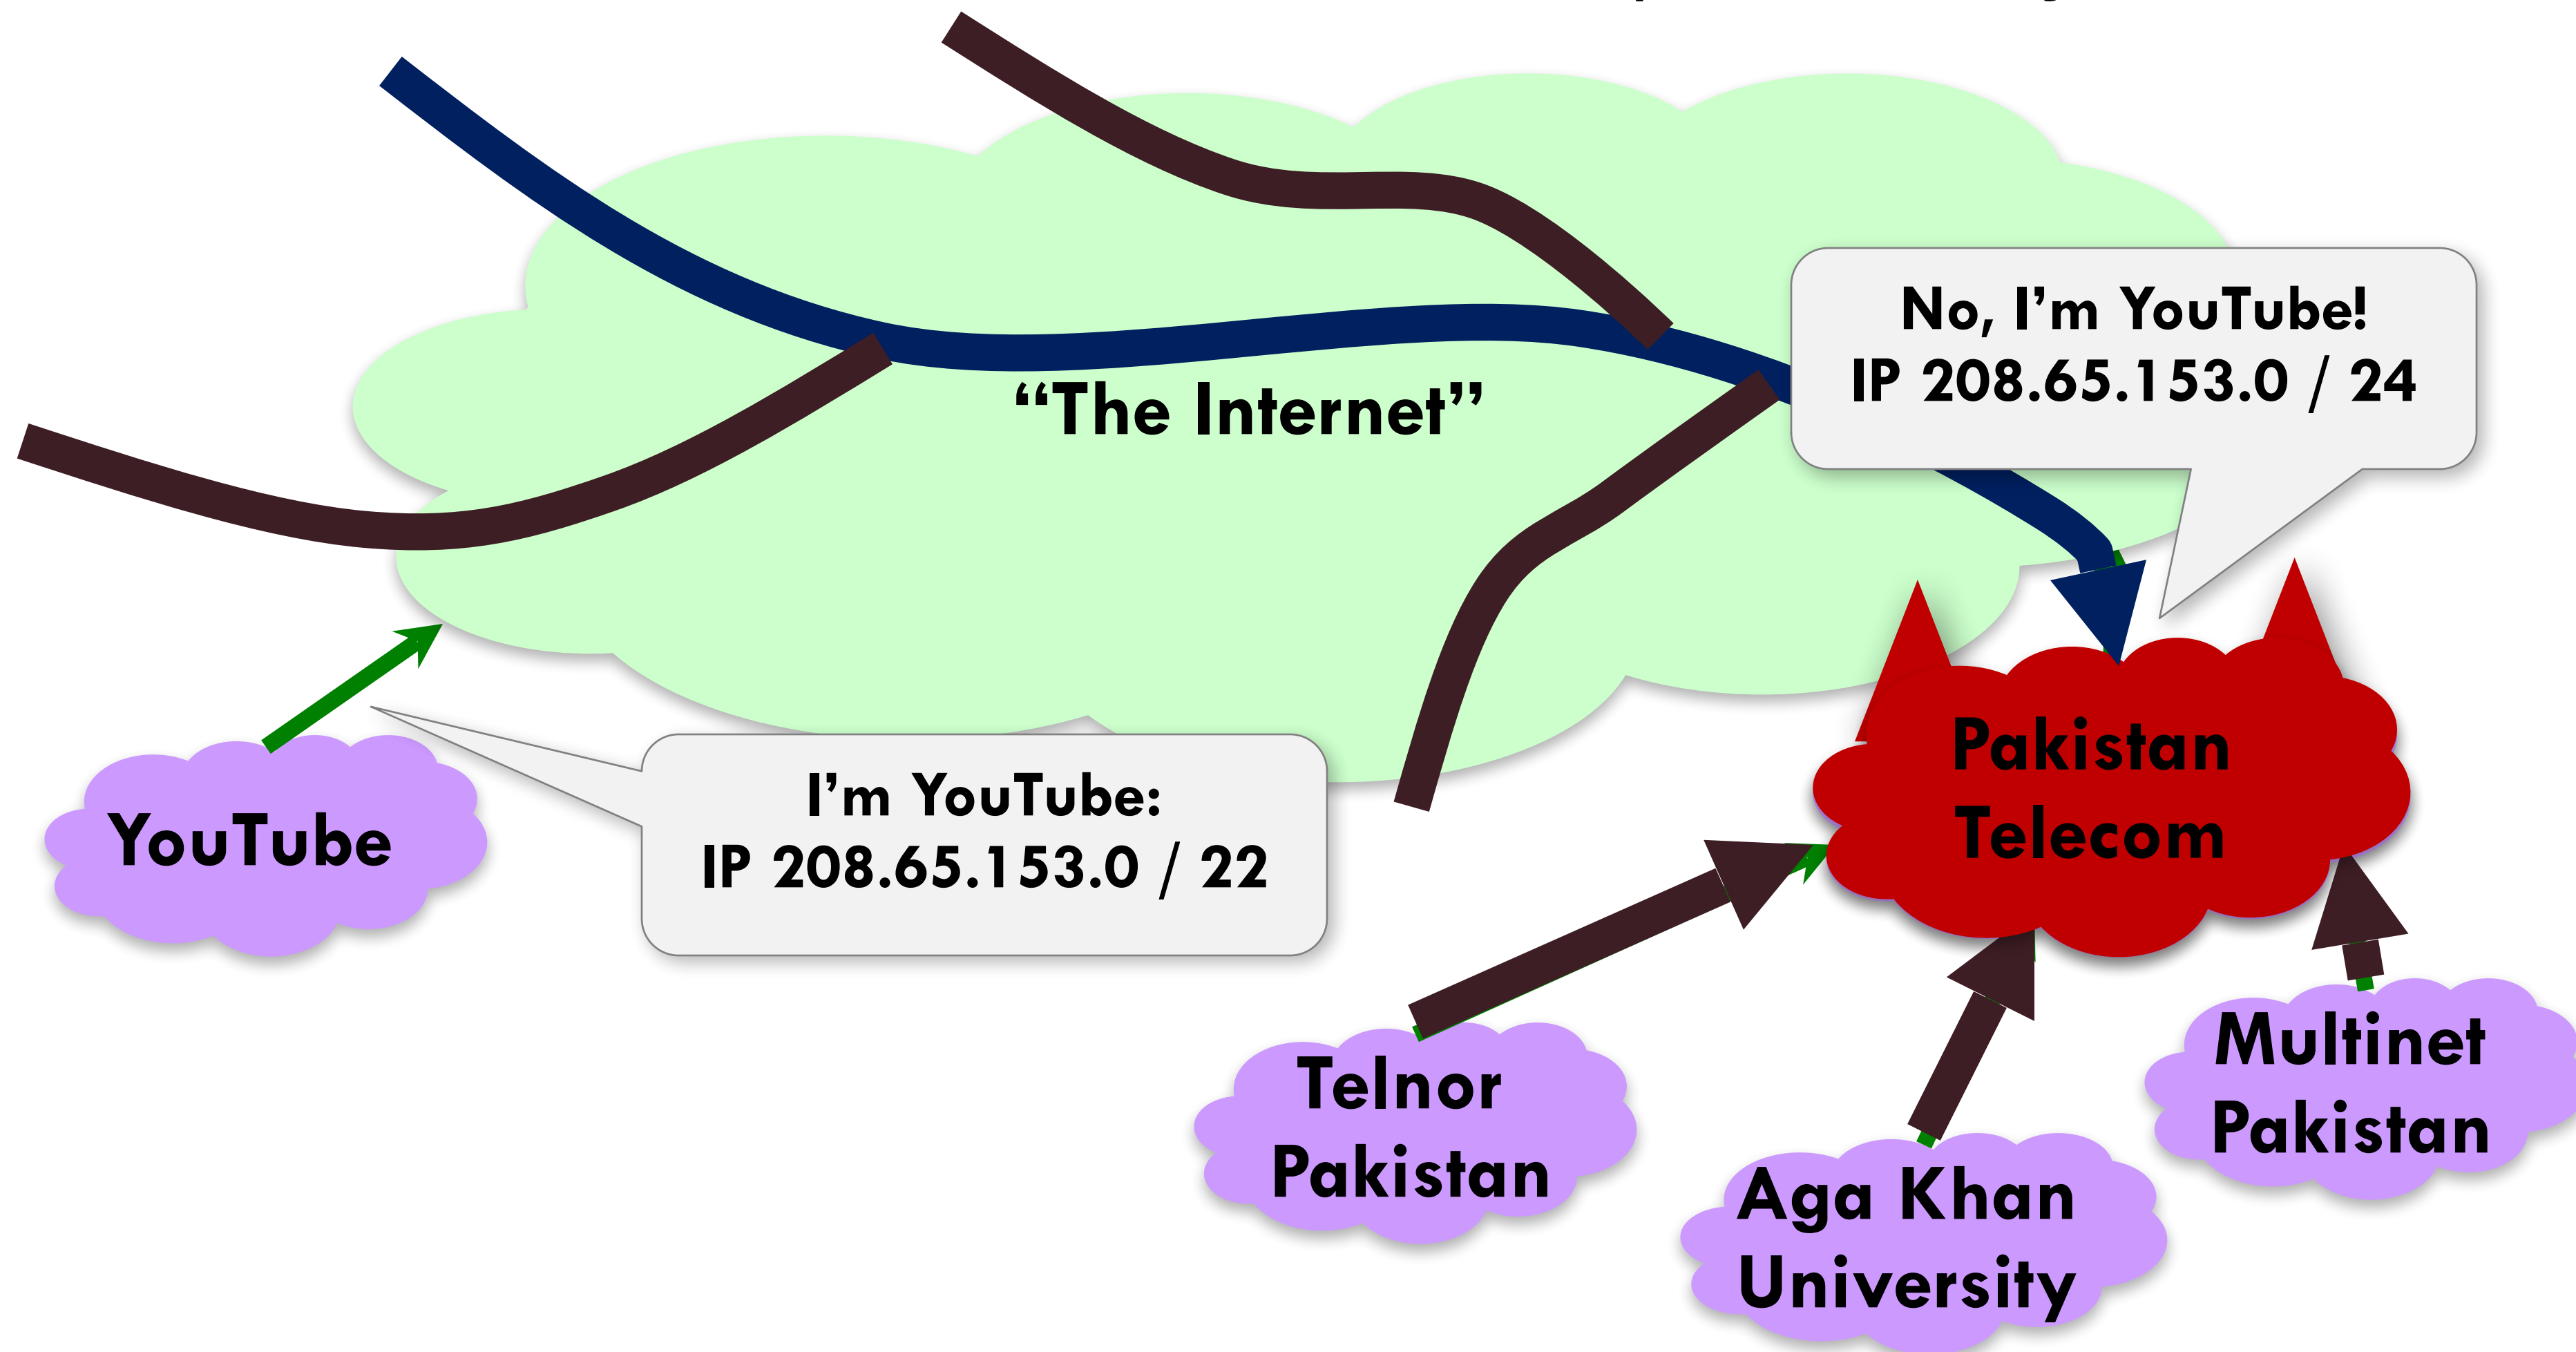 “The Internet”
No, I’m YouTube!
IP 208.65.153.0 / 24
YouTube
I’m YouTube:
IP 208.65.153.0 / 22
Pakistan
Telecom
Telnor
Pakistan
Aga Khan
University
Multinet
Pakistan